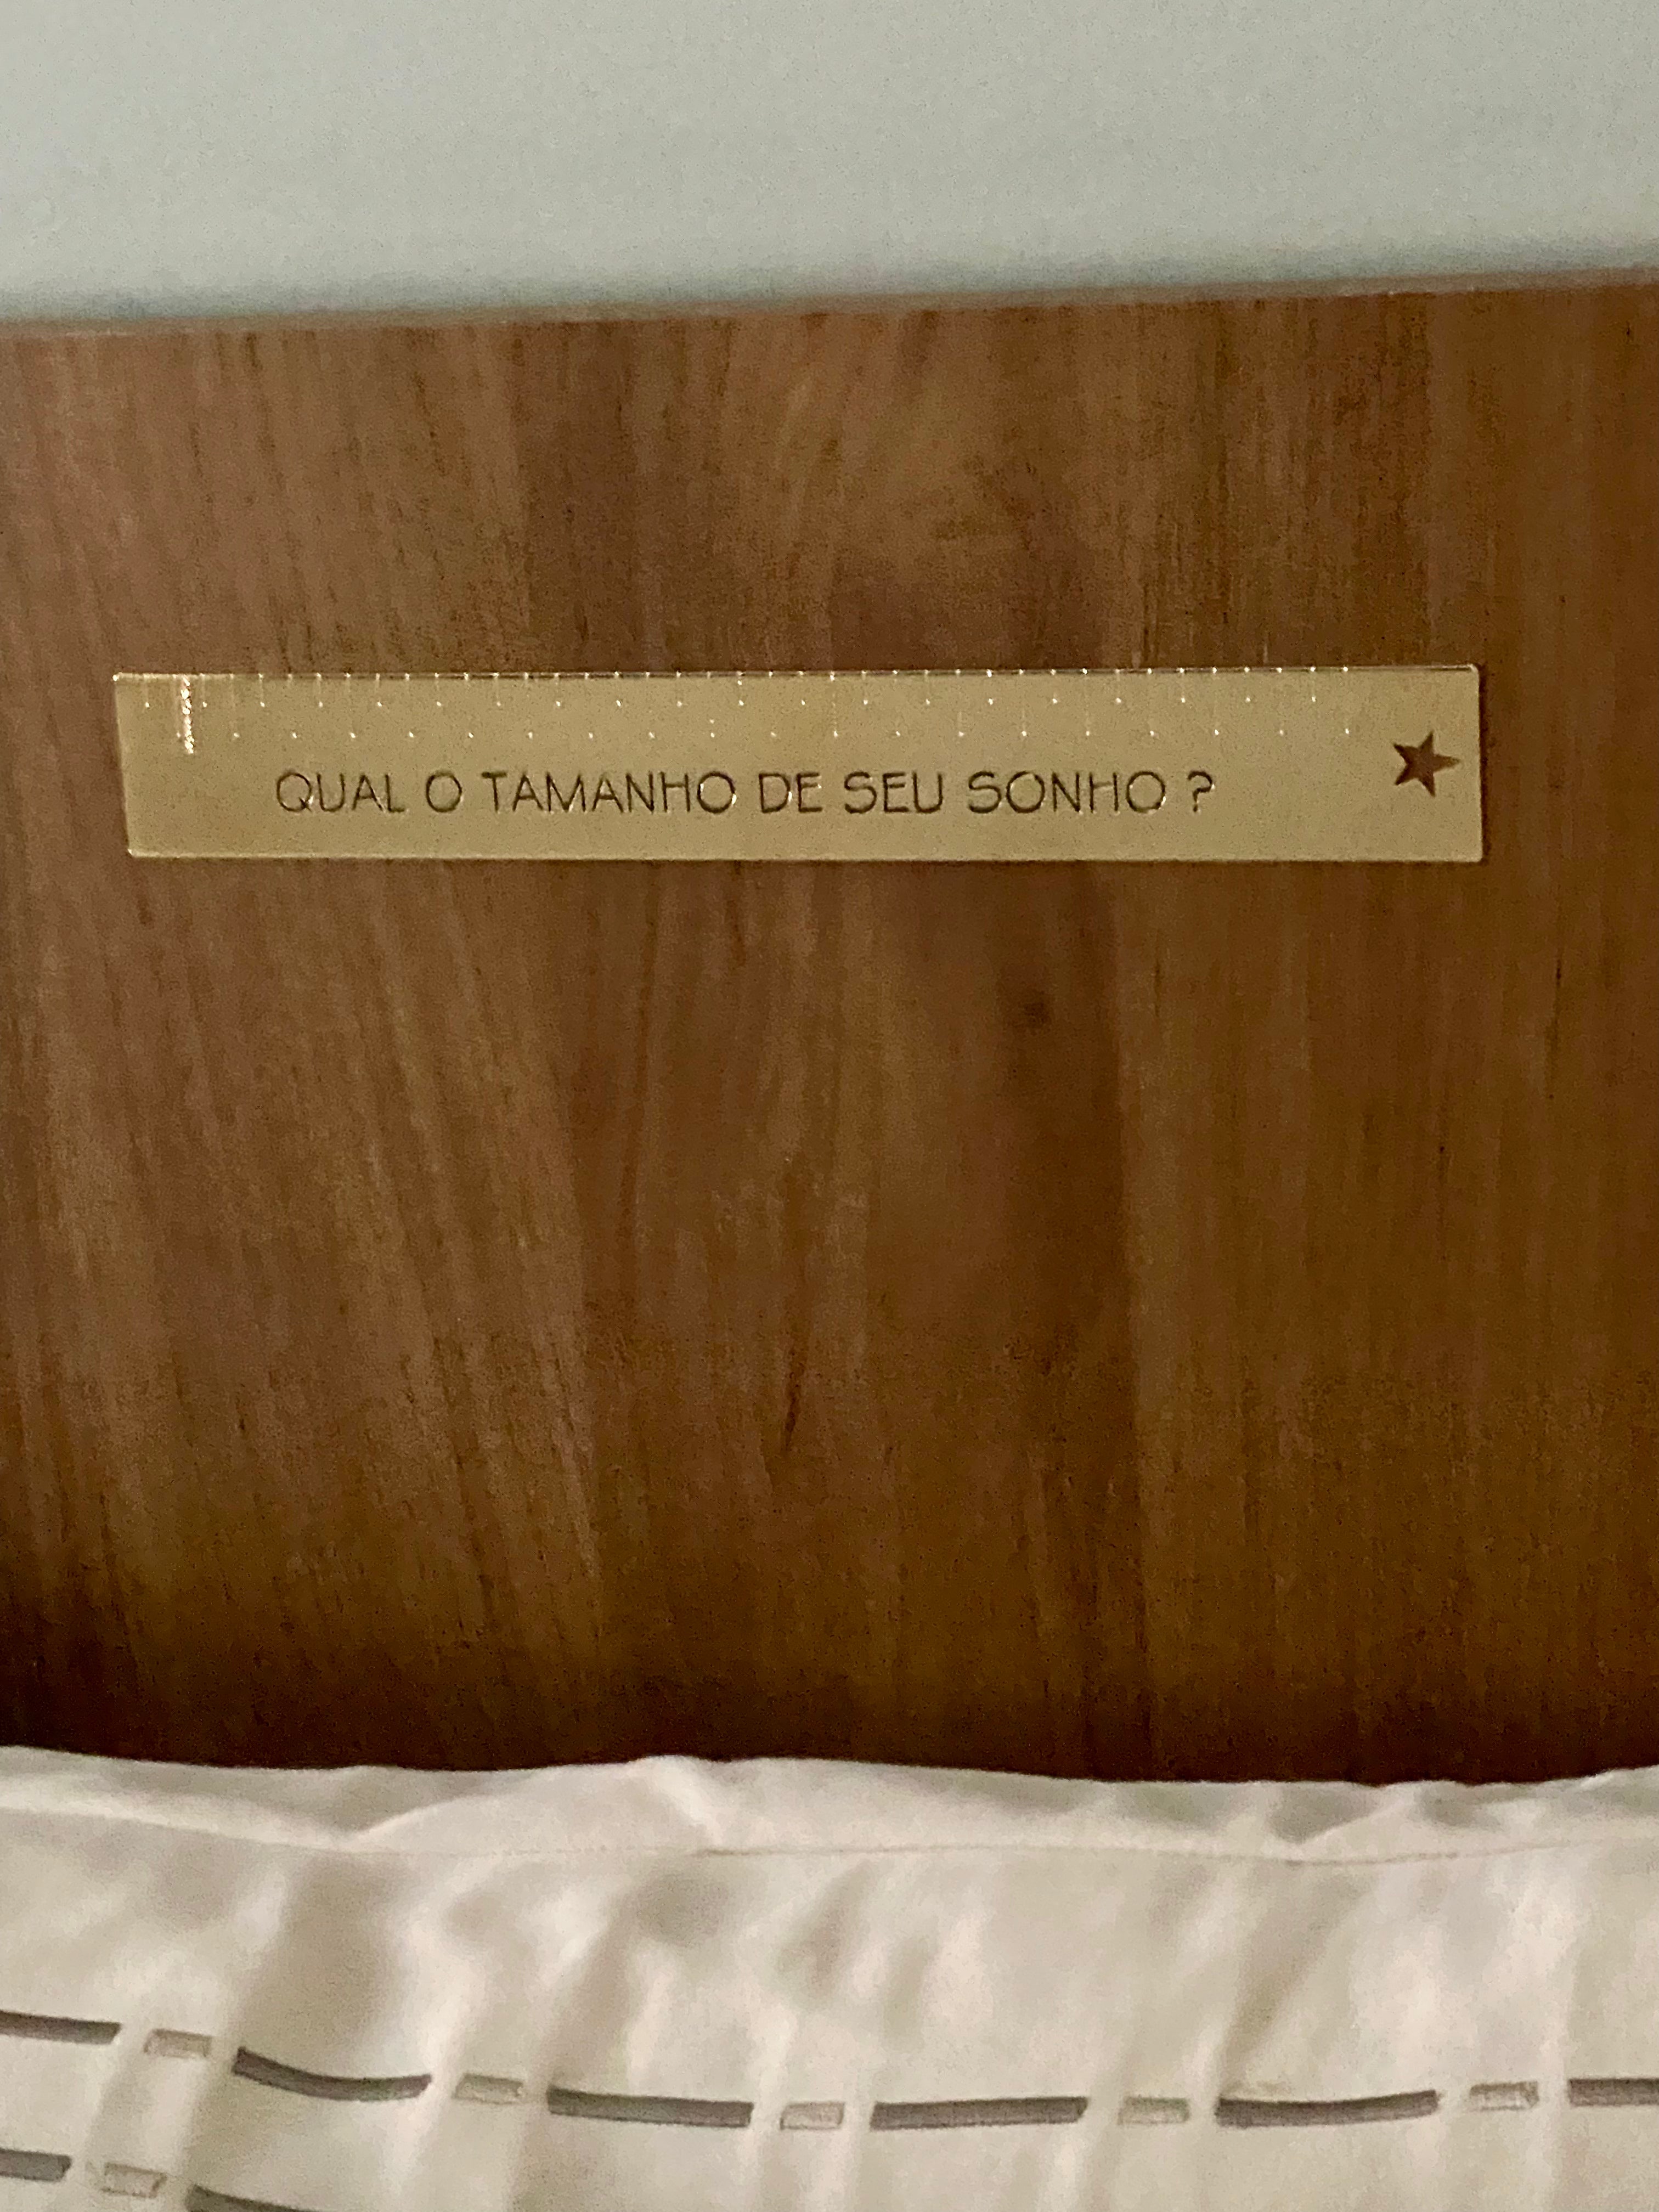 QUAL O TAMANHO DE SEU SONHO ?